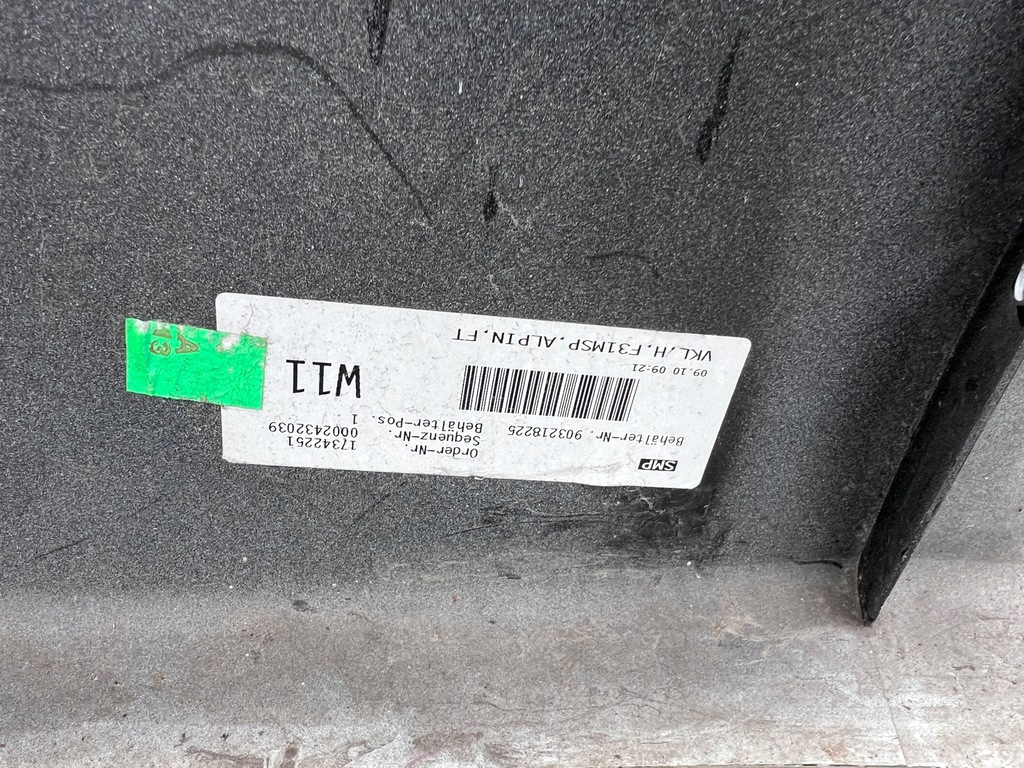 SMP
Behälter-Nr. 903218225
09.10 09:21
VKL.H.F31MSP.ALPIN.FT
Order-Nr. 17342251
Sequenz-Nr. 0002432039
Behälter-Pos. 1
W11
A
13